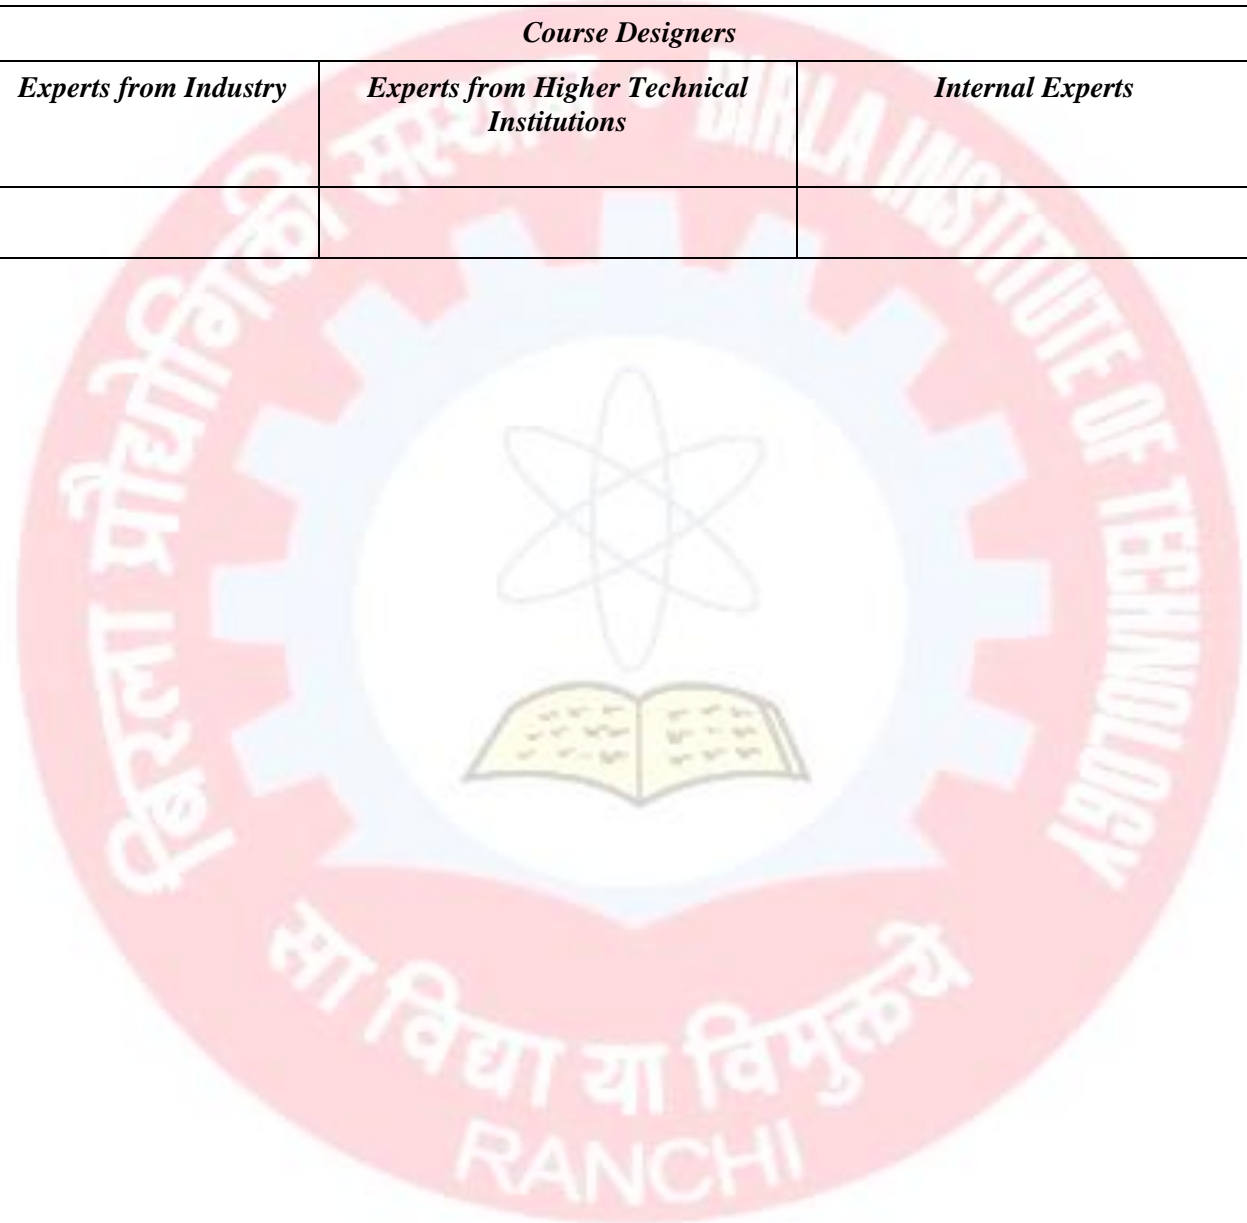 Course Designers
Experts from Industry
Experts from Higher Technical
Institutions
Internal Experts
बिरला प्रौद्योगिकी संस्थान • BIRLA INSTITUTE OF TECHNOLOGY
सा विद्या या विमुक्तये
RANCHI